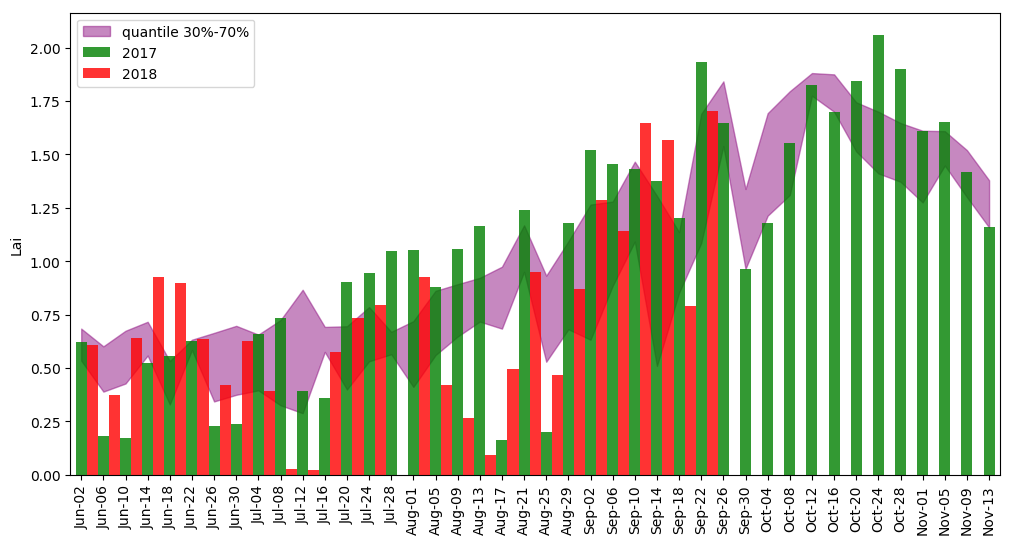 quantile 30%-70%
2017
2018
2.00
1.75
1.50
1.25
1.00
0.75
0.50
0.25
0.00
Lai
Jun-02
Jun-06
Jun-10
Jun-14
Jun-18
Jun-22
Jun-26
Jun-30
Jul-04
Jul-08
Jul-12
Jul-16
Jul-20
Jul-24
Jul-28
Aug-01
Aug-05
Aug-09
Aug-13
Aug-17
Aug-21
Aug-25
Aug-29
Sep-02
Sep-06
Sep-10
Sep-14
Sep-18
Sep-22
Sep-26
Sep-30
Oct-04
Oct-08
Oct-12
Oct-16
Oct-20
Oct-24
Oct-28
Nov-01
Nov-05
Nov-09
Nov-13